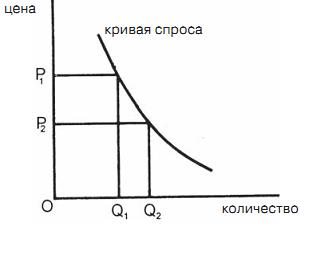 цена
кривая спроса
P₁
P₂
O
Q₁
Q₂
количество